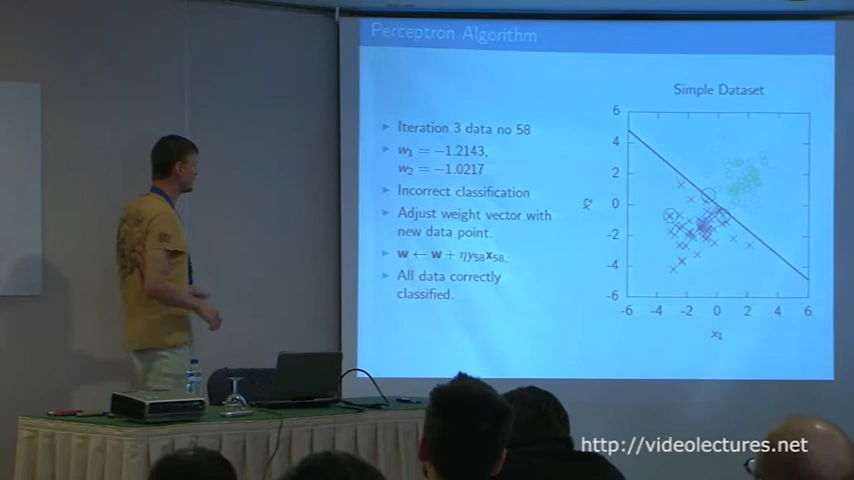 Perceptron Algorithm
Iteration 3 data no 58
w₁ = −1.2143,
w₂ = −1.0217
Incorrect classification
Adjust weight vector with
new data point.
w ← w + ηy₅₈x₅₈.
All data correctly
classified.
Simple Dataset
6
4
2
0
-2
-4
-6
x₂
-6 -4 -2 0 2 4 6
x₁
http://videolectures.net